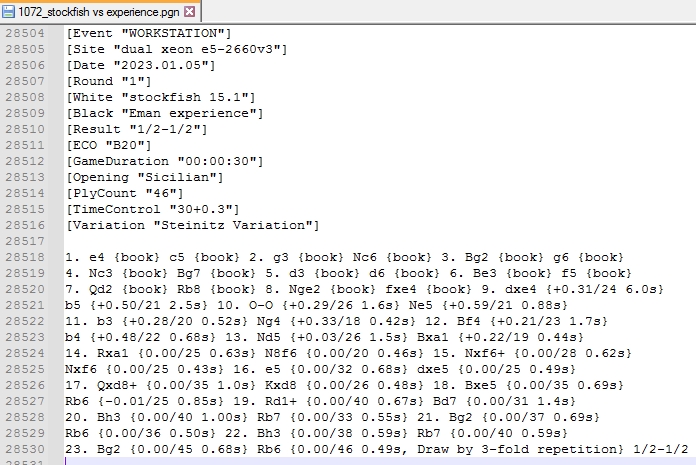 1072_stockfish vs experience.pgn
28504 [Event "WORKSTATION"]
28505 [Site "dual xeon e5-2660v3"]
28506 [Date "2023.01.05"]
28507 [Round "1"]
28508 [White "stockfish 15.1"]
28509 [Black "Eman experience"]
28510 [Result "1/2-1/2"]
28511 [ECO "B20"]
28512 [GameDuration "00:00:30"]
28513 [Opening "Sicilian"]
28514 [PlyCount "46"]
28515 [TimeControl "30+0.3"]
28516 [Variation "Steinitz Variation"]
28517
28518 1. e4 {book} c5 {book} 2. g3 {book} Nc6 {book} 3. Bg2 {book} g6 {book}
28519 4. Nc3 {book} Bg7 {book} 5. d3 {book} d6 {book} 6. Be3 {book} f5 {book}
28520 7. Qd2 {book} Rb8 {book} 8. Nge2 {book} fxe4 {book} 9. dxe4 {+0.31/24 6.0s}
28521 b5 {+0.50/21 2.5s} 10. O-O {+0.29/26 1.6s} Ne5 {+0.59/21 0.88s}
28522 11. b3 {+0.28/20 0.52s} Ng4 {+0.33/18 0.42s} 12. Bf4 {+0.21/23 1.7s}
28523 b4 {+0.48/22 0.68s} 13. Nd5 {+0.03/26 1.5s} Bxa1 {+0.22/19 0.44s}
28524 14. Rxa1 {0.00/25 0.63s} N8f6 {0.00/20 0.46s} 15. Nxf6+ {0.00/28 0.62s}
28525 Nxf6 {0.00/25 0.43s} 16. e5 {0.00/32 0.68s} dxe5 {0.00/25 0.49s}
28526 17. Qxd8+ {0.00/35 1.0s} Kxd8 {0.00/26 0.48s} 18. Bxe5 {0.00/35 0.69s}
28527 Rb6 {-0.01/25 0.85s} 19. Rd1+ {0.00/40 0.67s} Bd7 {0.00/31 1.4s}
28528 20. Bh3 {0.00/40 1.00s} Rb7 {0.00/33 0.55s} 21. Bg2 {0.00/37 0.69s}
28529 Rb6 {0.00/36 0.50s} 22. Bh3 {0.00/38 0.59s} Rb7 {0.00/40 0.59s}
28530 23. Bg2 {0.00/45 0.68s} Rb6 {0.00/46 0.49s, Draw by 3-fold repetition} 1/2-1/2
28531